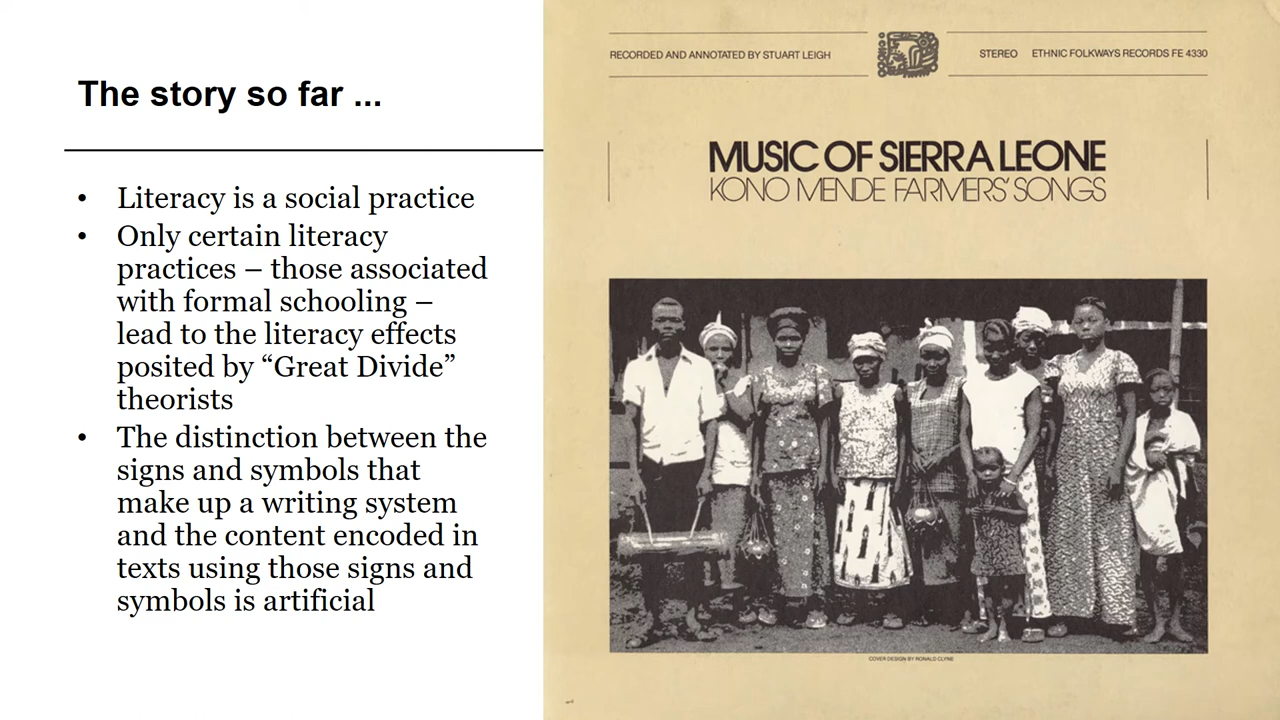 The story so far ...
• Literacy is a social practice
• Only certain literacy
practices – those associated
with formal schooling –
lead to the literacy effects
posited by “Great Divide”
theorists
• The distinction between the
signs and symbols that
make up a writing system
and the content encoded in
texts using those signs and
symbols is artificial
RECORDED AND ANNOTATED BY STUART LEIGH
STEREO ETHNIC FOLKWAYS RECORDS FE 4330
MUSIC OF SIERRA LEONE
KONO MENDE FARMERS' SONGS
COVER DESIGN BY RONALD CLYNE